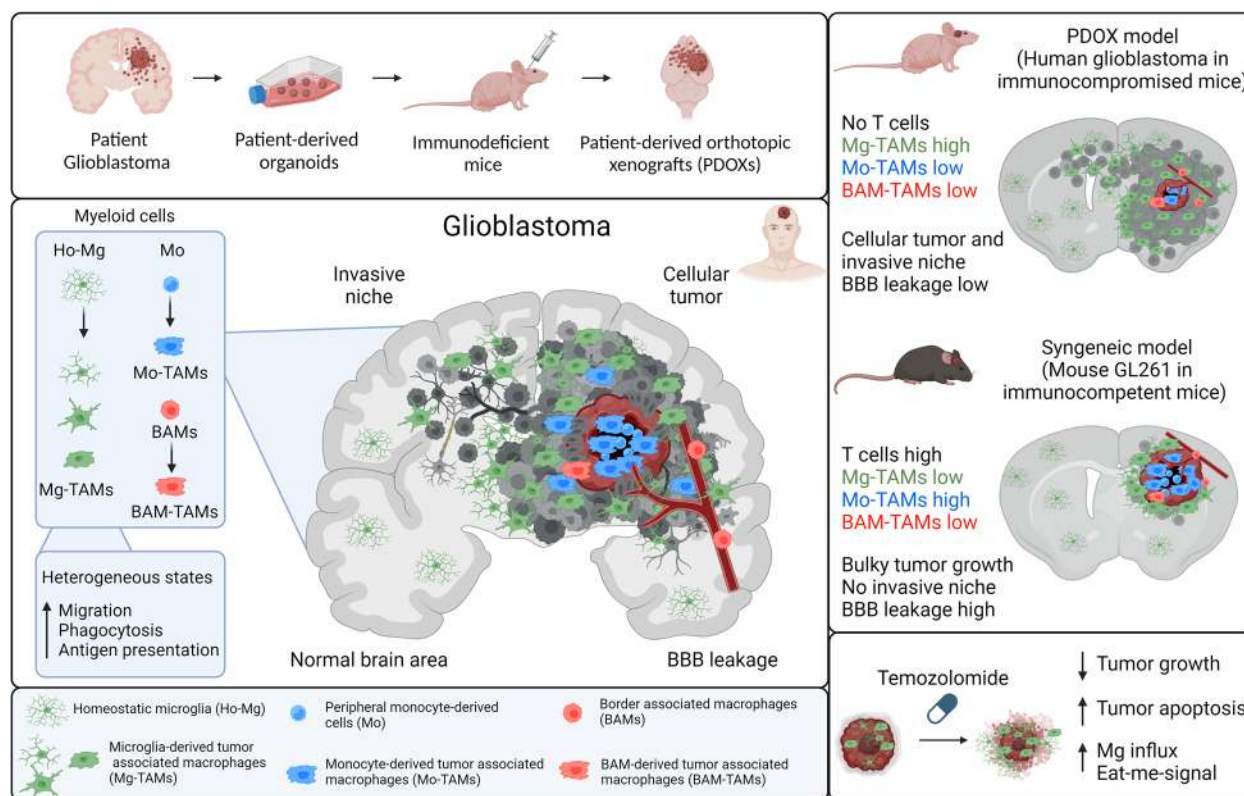 Patient
Glioblastoma
Patient-derived
organoids
Immunodeficient
mice
Patient-derived orthotopic
xenografts (PDOXs)
Myeloid cells
Ho-Mg
Mo
Mo-TAMs
BAMs
Mg-TAMs
BAM-TAMs
Heterogeneous states
Migration
Phagocytosis
Antigen presentation
Glioblastoma
Invasive
niche
Cellular
tumor
Normal brain area
BBB leakage
Homeostatic microglia (Ho-Mg)
Microglia-derived tumor
associated macrophages
(Mg-TAMs)
Peripheral monocyte-derived
cells (Mo)
Monocyte-derived tumor associated
macrophages (Mo-TAMs)
Border associated macrophages
(BAMs)
BAM-derived tumor associated
macrophages (BAM-TAMs)
PDOX model
(Human glioblastoma in
immunocompromised mice)
No T cells
Mg-TAMs high
Mo-TAMs low
BAM-TAMs low
Cellular tumor and
invasive niche
BBB leakage low
Syngeneic model
(Mouse GL261 in
immunocompetent mice)
T cells high
Mg-TAMs low
Mo-TAMs high
BAM-TAMs low
Bulky tumor growth
No invasive niche
BBB leakage high
Temozolomide
Tumor growth
Tumor apoptosis
Mg influx
Eat-me-signal